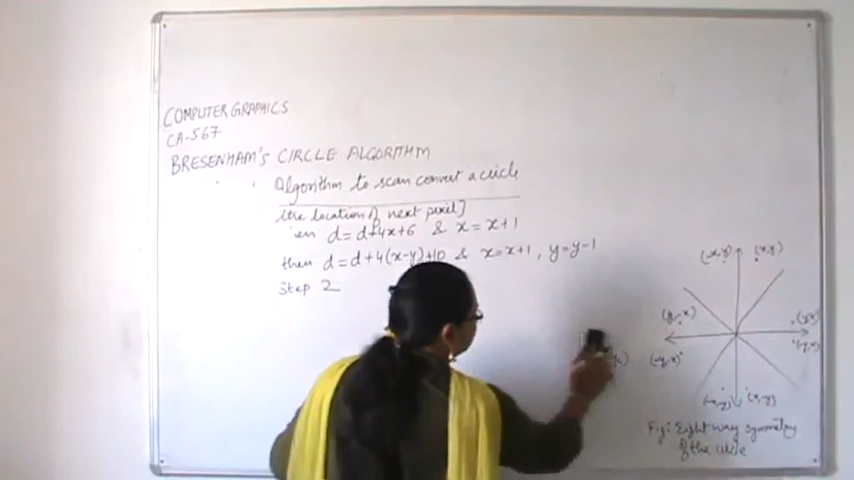 COMPUTER GRAPHICS
CA-567
BRESENHAM'S CIRCLE ALGORITHM
Algorithm to scan convert a circle
location of next pixel]
d=d+4x+6 & x=x+1
then d=d+4(x-y)+10 & x=x+1, y=y-1
Step 2
(-x,y) (x,y)
(y,x)
(-y,x)
(-y,-x)
(-x,-y) (x,-y)
Fig: Eight way symmetry
of the circle